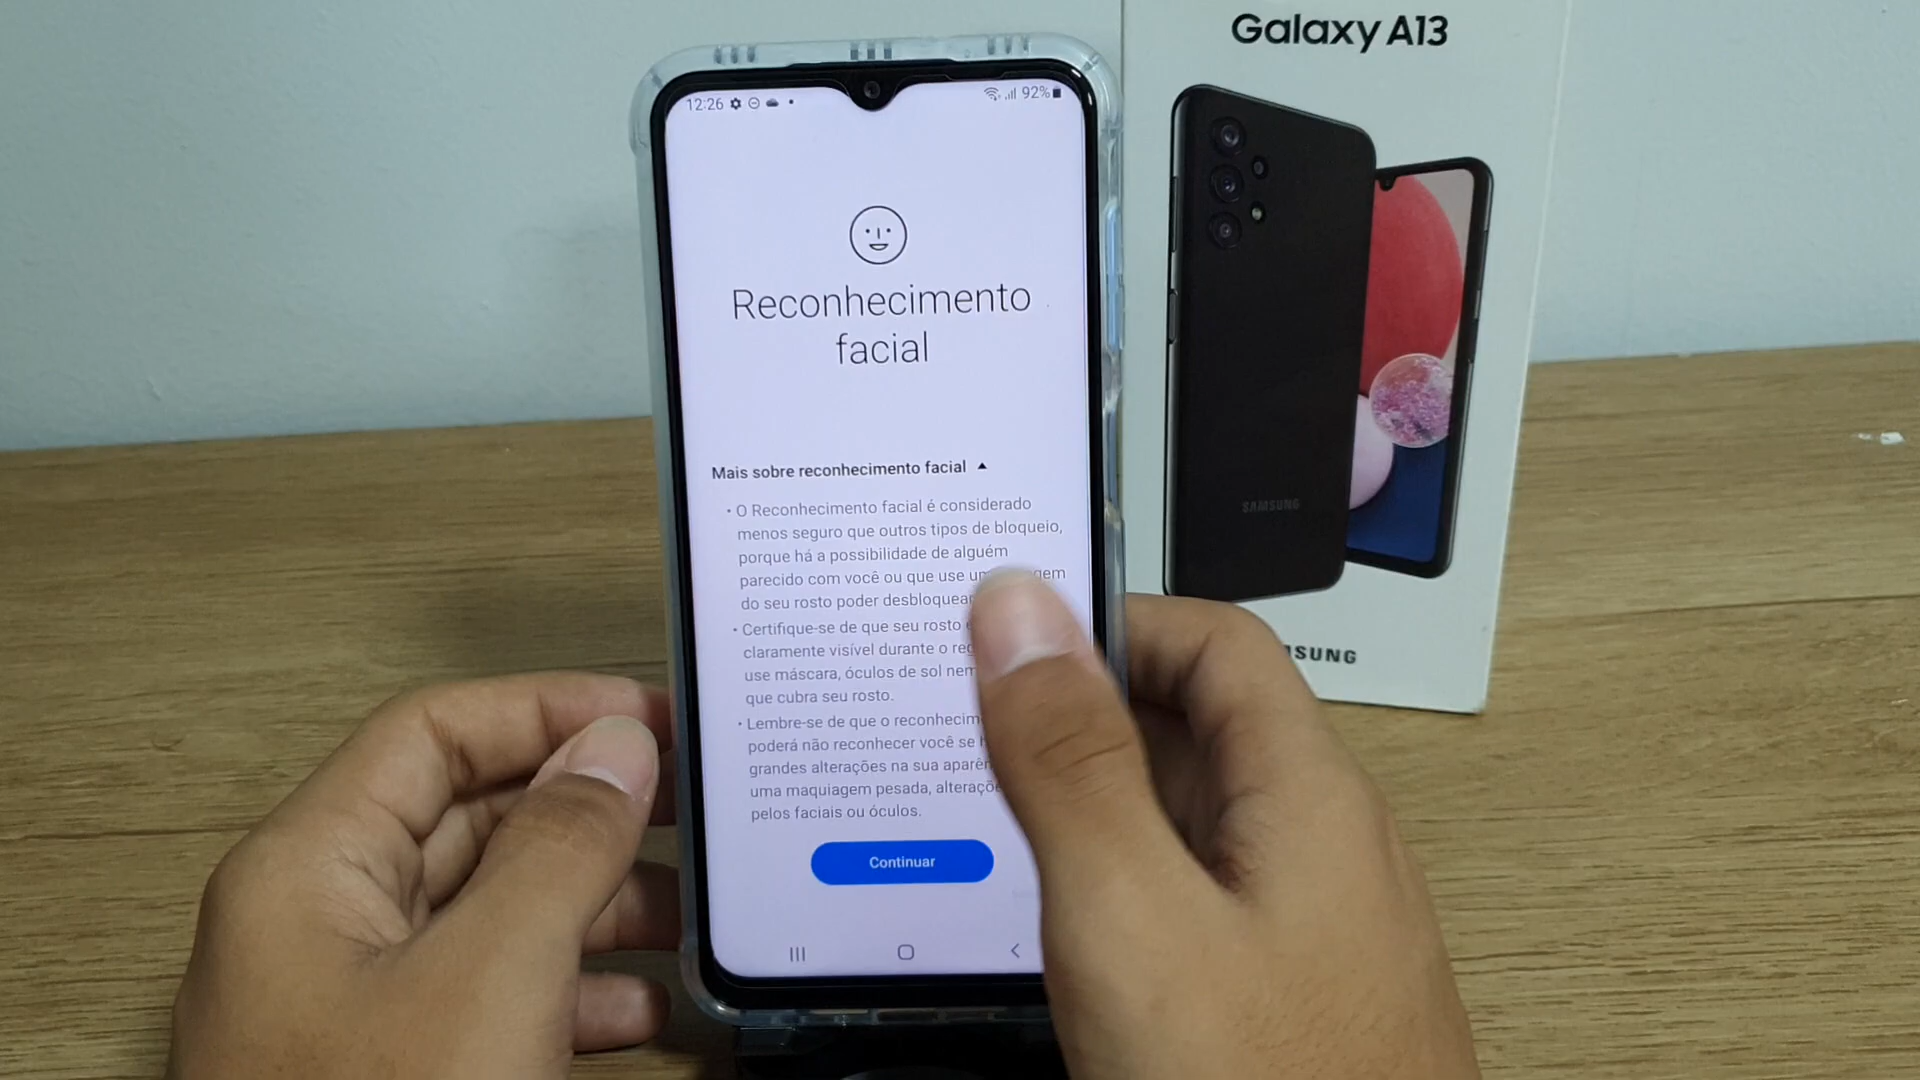 Galaxy A13
12:26
92%
Reconhecimento
facial
Mais sobre reconhecimento facial
• O Reconhecimento facial é considerado
menos seguro que outros tipos de bloqueio,
porque há a possibilidade de alguém
parecido com você ou que use
do seu rosto poder desbloquear
• Certifique-se de que seu rosto
claramente visível durante o
use máscara, óculos de sol nem
que cubra seu rosto.
• Lembre-se de que o
poderá não reconhecer você se
grandes alterações na sua
uma maquiagem pesada,
pelos faciais ou óculos.
Continuar
SAMSUNG
SUNG